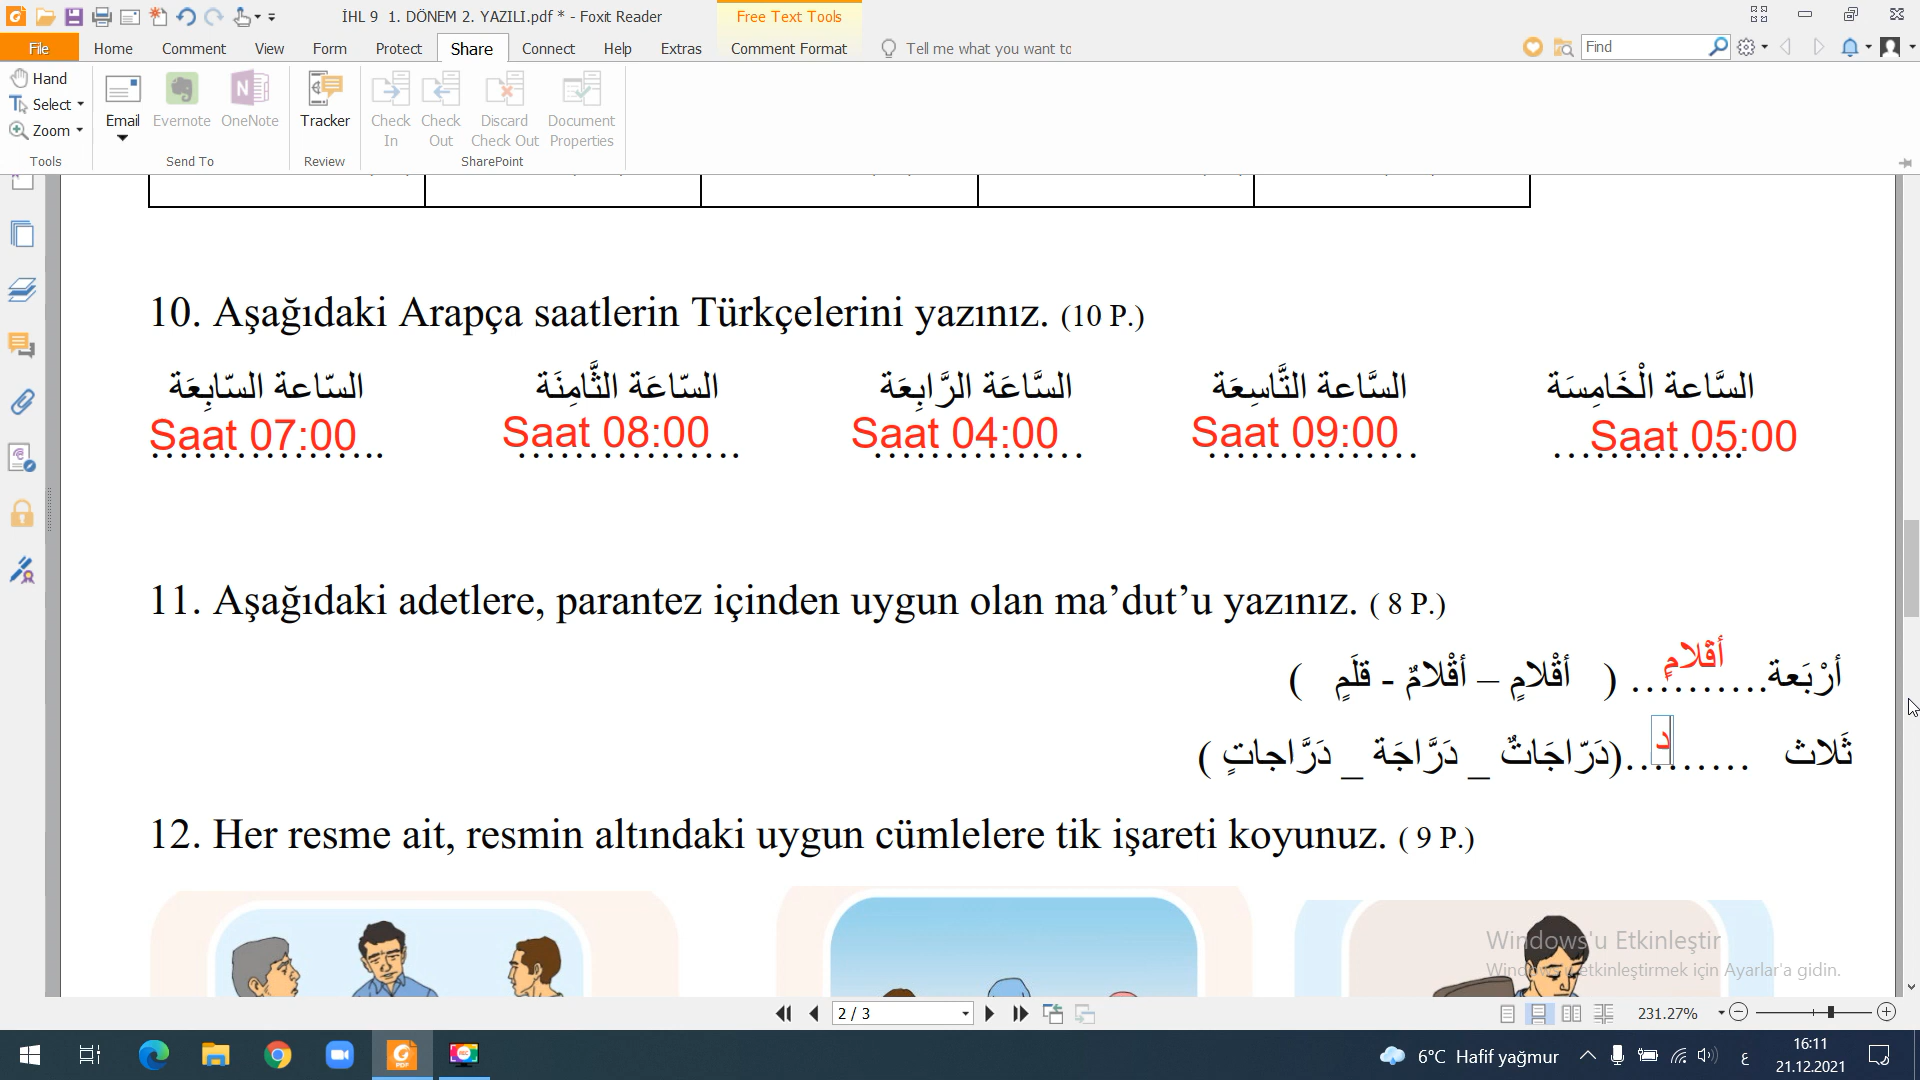 İHL 9 1. DÖNEM 2. YAZILI.pdf * - Foxit Reader
Free Text Tools
File Home Comment View Form Protect Share Connect Help Extras Comment Format Tell me what you want to Find
Hand
Select
Zoom
Tools
Email Evernote OneNote
Send To
Tracker
Review
Check In Check Out Discard Check Out Document Properties
SharePoint
10. Aşağıdaki Arapça saatlerin Türkçelerini yazınız. (10 P.)
السَّاعة الْخَامِسَة السَّاعة التَّاسِعَة السَّاعَة الرَّابِعَة السّاعَة الثَّامِنَة السّاعة السّابِعَة
Saat 07:00 Saat 08:00 Saat 04:00 Saat 09:00 Saat 05:00
11. Aşağıdaki adetlere, parantez içinden uygun olan ma’dut’u yazınız. ( 8 P.)
أرْبَعة.......... أقْلامٍ ( أقْلامٍ – أقْلامٌ - قلَمٍ )
ثَلاث ......... د (دَرّاجَاتٌ _ دَرَّاجَة _ دَرَّاجاتٍ )
12. Her resme ait, resmin altındaki uygun cümlelere tik işareti koyunuz. ( 9 P.)
Windows'u Etkinleştir
Windows'u etkinleştirmek için Ayarlar'a gidin.
2 / 3
231.27%
6°C Hafif yağmur
ع
16:11
21.12.2021